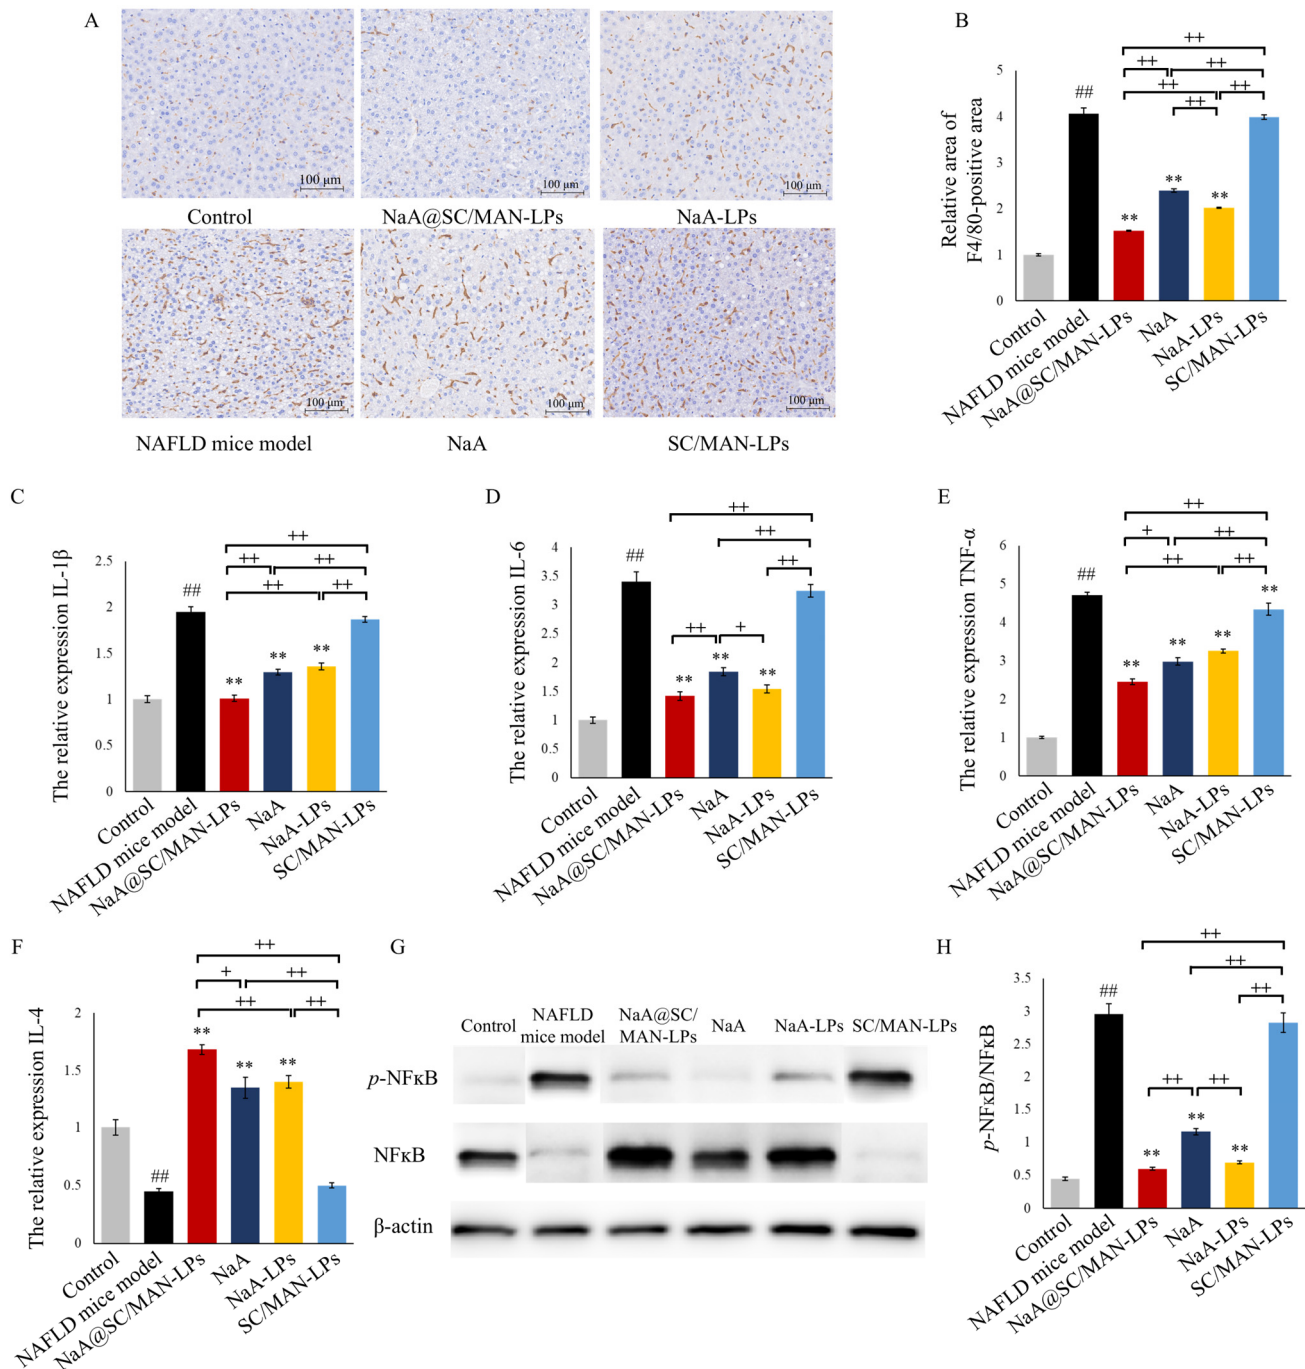 A
100 μm
100 μm
100 μm
Control
NaA@SC/MAN-LPs
NaA-LPs
100 μm
100 μm
100 μm
NAFLD mice model
NaA
SC/MAN-LPs
B
Relative area of
F4/80-positive area
5
4
3
2
1
0
##
**
**
**
++
++
++
++
++
++
Control
NAFLD mice model
NaA@SC/MAN-LPs
NaA
NaA-LPs
SC/MAN-LPs
C
The relative expression IL-1β
2.5
2
1.5
1
0.5
0
##
**
**
**
++
++
++
++
++
Control
NAFLD mice model
NaA@SC/MAN-LPs
NaA
NaA-LPs
SC/MAN-LPs
D
The relative expression IL-6
4
3.5
3
2.5
2
1.5
1
0.5
0
##
**
**
**
++
++
++
++
+
Control
NAFLD mice model
NaA@SC/MAN-LPs
NaA
NaA-LPs
SC/MAN-LPs
E
The relative expression TNF-α
6
5
4
3
2
1
0
##
**
**
**
**
++
+
++
++
++
Control
NAFLD mice model
NaA@SC/MAN-LPs
NaA
NaA-LPs
SC/MAN-LPs
F
The relative expression IL-4
2
1.5
1
0.5
0
##
**
**
**
++
+
++
++
++
Control
NAFLD mice model
NaA@SC/MAN-LPs
NaA
NaA-LPs
SC/MAN-LPs
G
Control
NAFLD
mice model
NaA@SC/
MAN-LPs
NaA
NaA-LPs
SC/MAN-LPs
p-NFκB
NFκB
β-actin
H
p-NFκB/NFκB
3.5
3
2.5
2
1.5
1
0.5
0
##
**
**
**
++
++
++
++
++
Control
NAFLD mice model
NaA@SC/MAN-LPs
NaA
NaA-LPs
SC/MAN-LPs